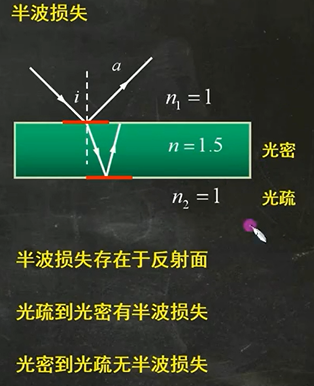 半波损失
a
i
n₁ = 1
n = 1.5
光密
n₂ = 1
光疏
半波损失存在于反射面
光疏到光密有半波损失
光密到光疏无半波损失